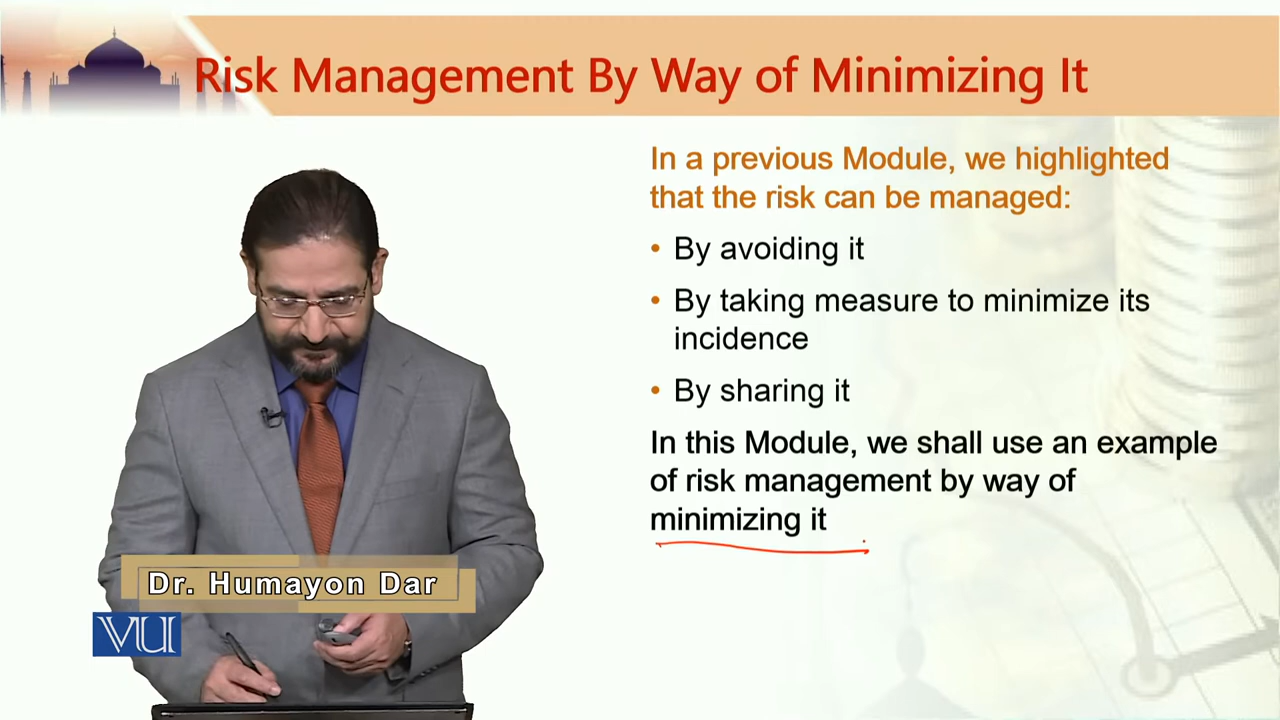 Risk Management By Way of Minimizing It
In a previous Module, we highlighted
that the risk can be managed:
• By avoiding it
• By taking measure to minimize its
incidence
• By sharing it
In this Module, we shall use an example
of risk management by way of
minimizing it
Dr. Humayon Dar
VU